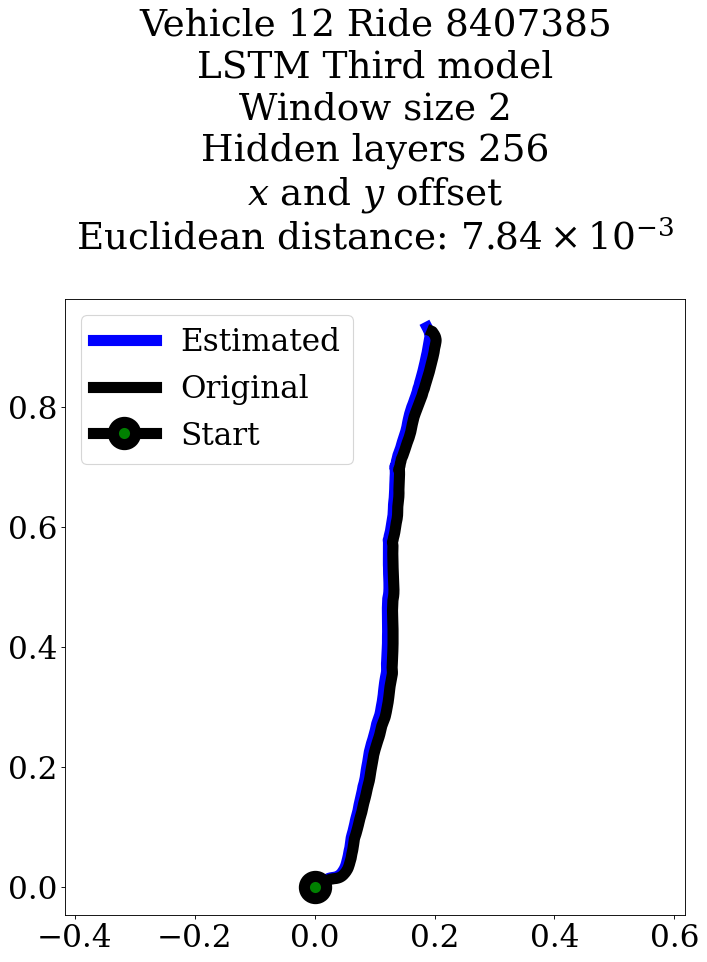 Vehicle 12 Ride 8407385
LSTM Third model
Window size 2
Hidden layers 256
x and y offset
Euclidean distance: 7.84 × 10⁻³
Estimated
Original
Start
0.8
0.6
0.4
0.2
0.0
−0.4 −0.2 0.0 0.2 0.4 0.6